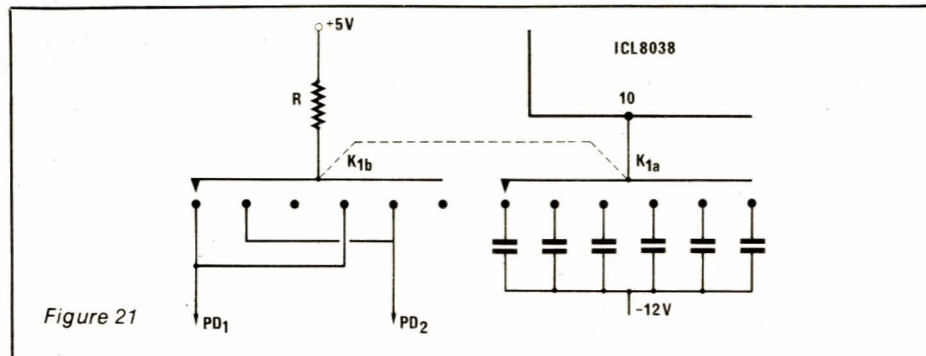 +5V
ICL8038
R
10
K1b
K1a
Figure 21
PD1
PD2
-12V